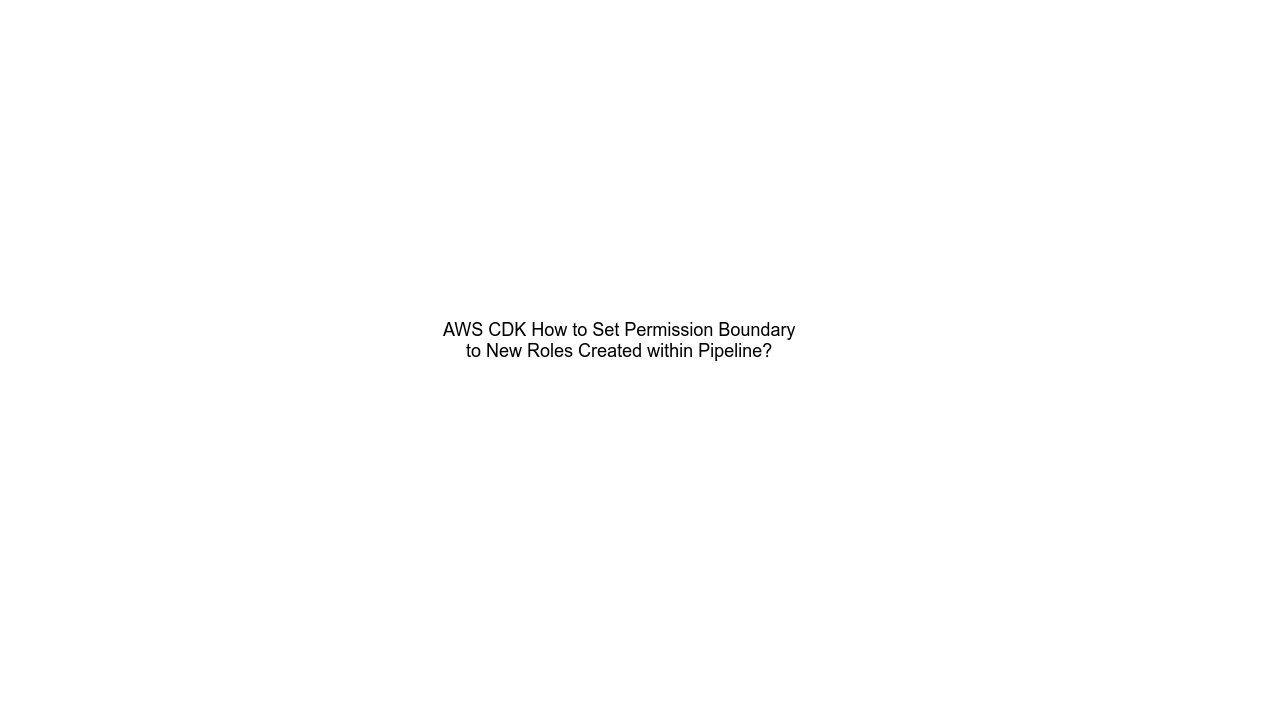 AWS CDK How to Set Permission Boundary
to New Roles Created within Pipeline?